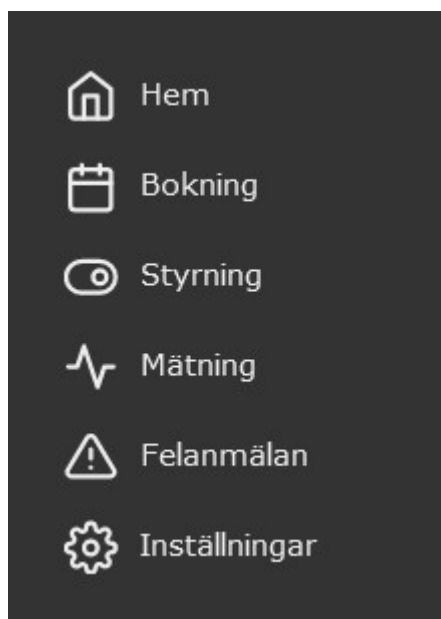 Hem
Bokning
Styrning
Mätning
Felanmälan
Inställningar